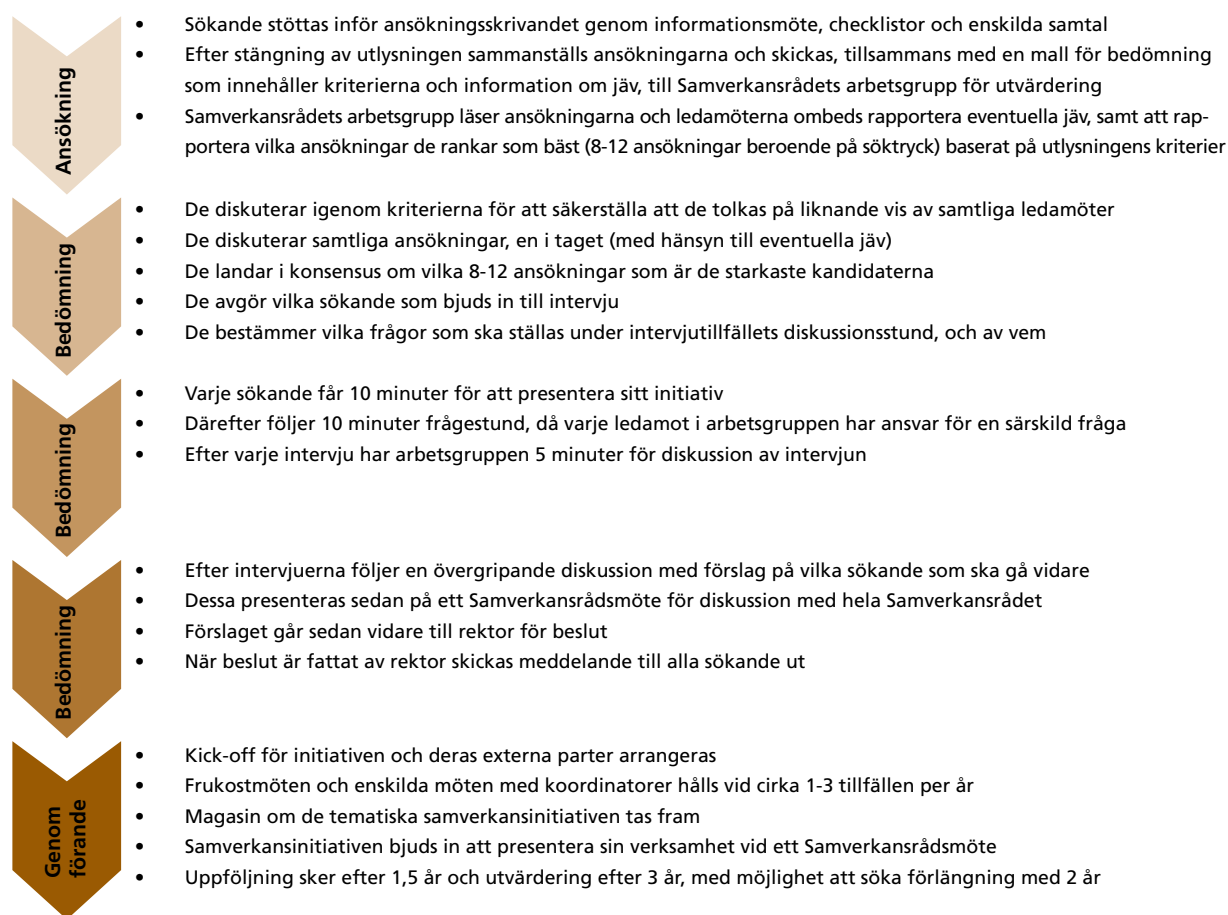 Ansökning
• Sökande stöttas inför ansökningsskrivandet genom informationsmöte, checklistor och enskilda samtal
• Efter stängning av utlysningen sammanställs ansökningarna och skickas, tillsammans med en mall för bedömning
som innehåller kriterierna och information om jäv, till Samverkansrådets arbetsgrupp för utvärdering
• Samverkansrådets arbetsgrupp läser ansökningarna och ledamöterna ombeds rapportera eventuella jäv, samt att rap-
portera vilka ansökningar de rankar som bäst (8-12 ansökningar beroende på söktryck) baserat på utlysningens kriterier
Bedömning
• De diskuterar igenom kriterierna för att säkerställa att de tolkas på liknande vis av samtliga ledamöter
• De diskuterar samtliga ansökningar, en i taget (med hänsyn till eventuella jäv)
• De landar i konsensus om vilka 8-12 ansökningar som är de starkaste kandidaterna
• De avgör vilka sökande som bjuds in till intervju
• De bestämmer vilka frågor som ska ställas under intervjutillfällets diskussionsstund, och av vem
Bedömning
• Varje sökande får 10 minuter för att presentera sitt initiativ
• Därefter följer 10 minuter frågestund, då varje ledamot i arbetsgruppen har ansvar för en särskild fråga
• Efter varje intervju har arbetsgruppen 5 minuter för diskussion av intervjun
Bedömning
• Efter intervjuerna följer en övergripande diskussion med förslag på vilka sökande som ska gå vidare
• Dessa presenteras sedan på ett Samverkansrådsmöte för diskussion med hela Samverkansrådet
• Förslaget går sedan vidare till rektor för beslut
• När beslut är fattat av rektor skickas meddelande till alla sökande ut
Genom
förande
• Kick-off för initiativen och deras externa parter arrangeras
• Frukostmöten och enskilda möten med koordinatorer hålls vid cirka 1-3 tillfällen per år
• Magasin om de tematiska samverkansinitiativen tas fram
• Samverkansinitiativen bjuds in att presentera sin verksamhet vid ett Samverkansrådsmöte
• Uppföljning sker efter 1,5 år och utvärdering efter 3 år, med möjlighet att söka förlängning med 2 år